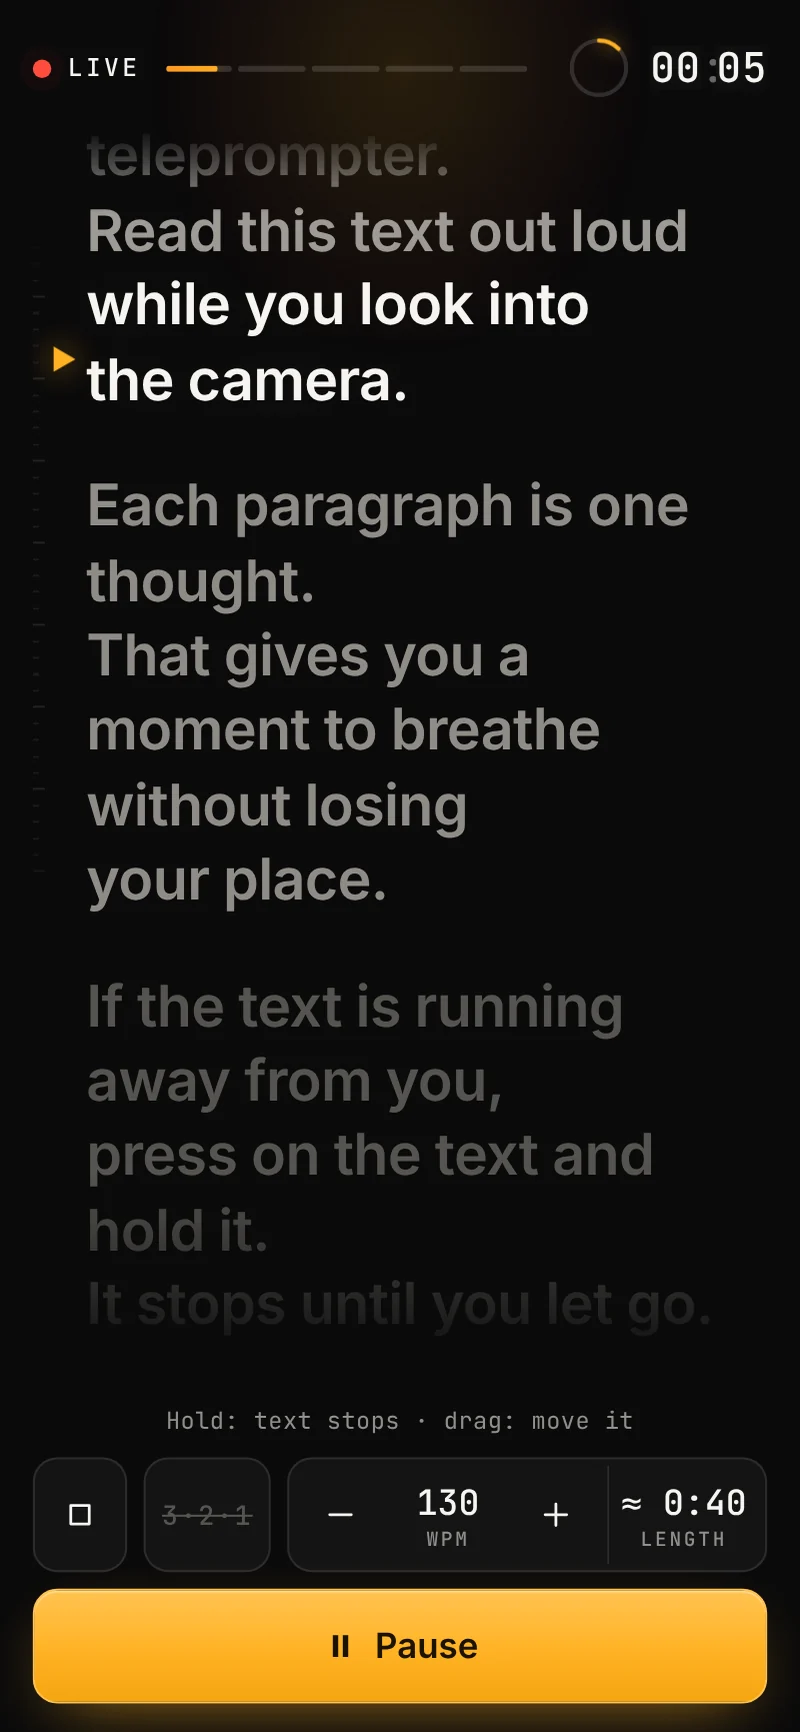 LIVE
00:05
teleprompter.
Read this text out loud
while you look into
the camera.
Each paragraph is one
thought.
That gives you a
moment to breathe
without losing
your place.
If the text is running
away from you,
press on the text and
hold it.
It stops until you let go.
Hold: text stops · drag: move it
3·2·1
− 130 + ≈ 0:40
WPM LENGTH
Pause